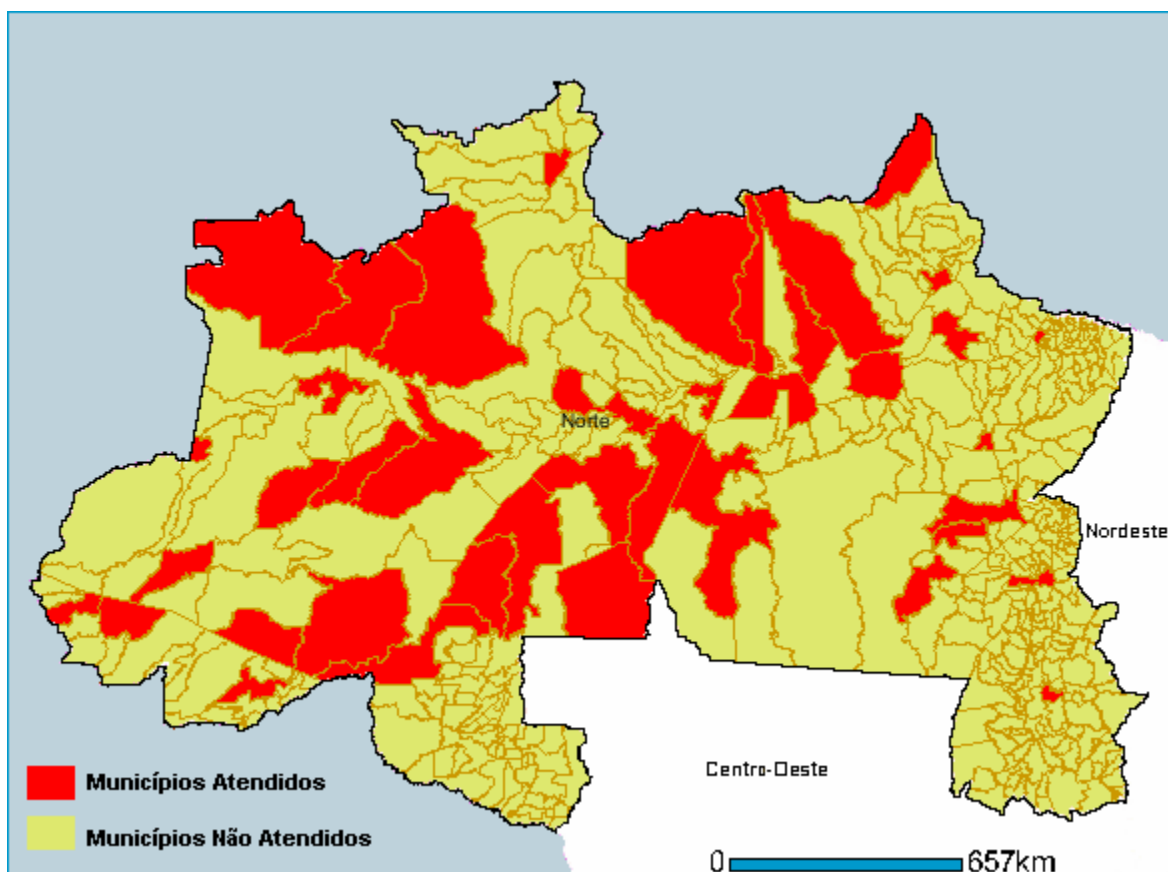 Norte
Nordeste
Centro-Oeste
Municípios Atendidos
Municípios Não Atendidos
0 657km